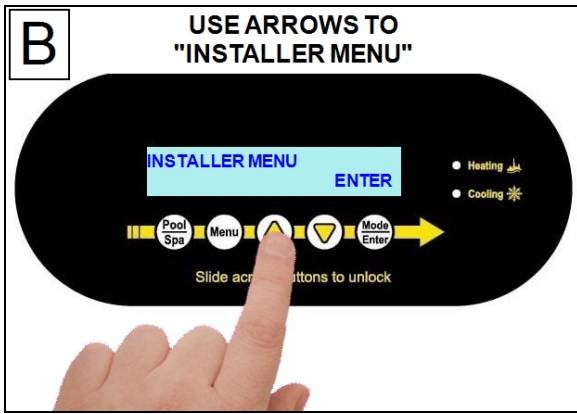 B
USE ARROWS TO
"INSTALLER MENU"
INSTALLER MENU
ENTER
Heating
Cooling
Pool
Spa
Menu
Mode
Enter
Slide to unlock